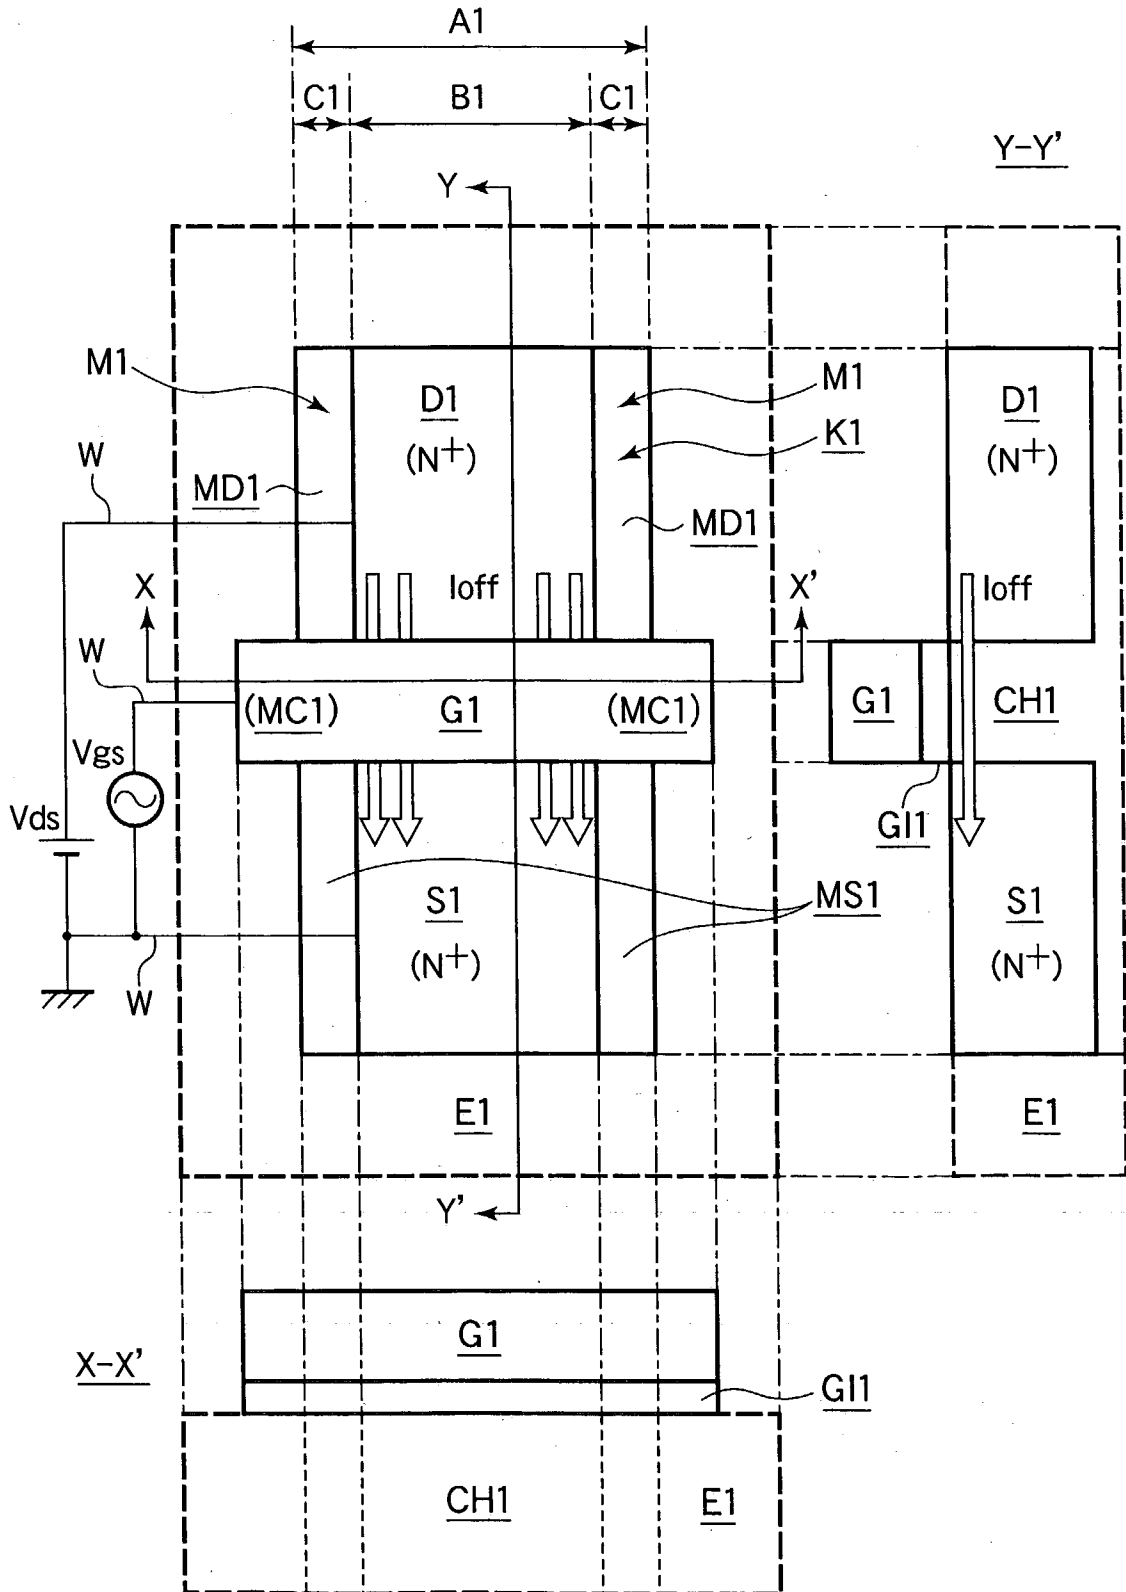 A1
C1 B1 C1
Y-Y'
Y
M1 D1 (N+) M1 D1 (N+)
K1
W
MD1 MD1
X Ioff X' Ioff
W
(MC1) G1 (MC1) G1 CH1
Vgs
Vds
GI1
S1 (N+) MS1 S1 (N+)
W
E1 E1
Y'
G1
X-X'
GI1
CH1 E1